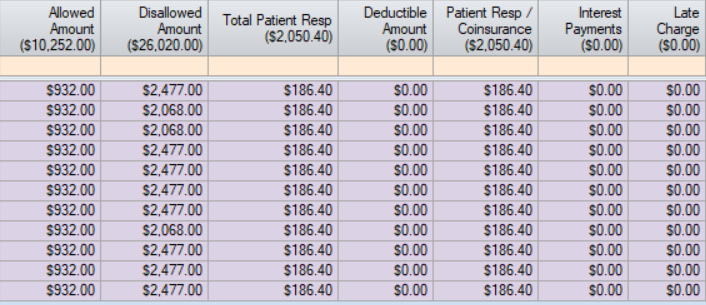 Allowed Amount ($10,252.00) Disallowed Amount ($26,020.00) Total Patient Resp ($2,050.40) Deductible Amount ($0.00) Patient Resp / Coinsurance ($2,050.40) Interest Payments ($0.00) Late Charge ($0.00)
$932.00 $2,477.00 $186.40 $0.00 $186.40 $0.00 $0.00
$932.00 $2,068.00 $186.40 $0.00 $186.40 $0.00 $0.00
$932.00 $2,068.00 $186.40 $0.00 $186.40 $0.00 $0.00
$932.00 $2,477.00 $186.40 $0.00 $186.40 $0.00 $0.00
$932.00 $2,477.00 $186.40 $0.00 $186.40 $0.00 $0.00
$932.00 $2,477.00 $186.40 $0.00 $186.40 $0.00 $0.00
$932.00 $2,477.00 $186.40 $0.00 $186.40 $0.00 $0.00
$932.00 $2,068.00 $186.40 $0.00 $186.40 $0.00 $0.00
$932.00 $2,477.00 $186.40 $0.00 $186.40 $0.00 $0.00
$932.00 $2,477.00 $186.40 $0.00 $186.40 $0.00 $0.00
$932.00 $2,477.00 $186.40 $0.00 $186.40 $0.00 $0.00